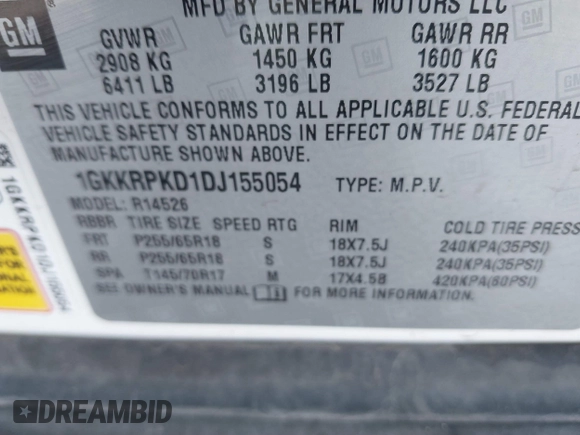 MFD BY GENERAL MOTORS LLC
GM
GVWR GAWR FRT GAWR RR
2908 KG 1450 KG 1600 KG
6411 LB 3196 LB 3527 LB
THIS VEHICLE CONFORMS TO ALL APPLICABLE U.S. FEDERAL
VEHICLE SAFETY STANDARDS IN EFFECT ON THE DATE OF
MANUFACTURE SHOWN ABOVE.
1GKKRPKD1DJ155054 TYPE: M.P.V.
MODEL: R14526
RBBR TIRE SIZE SPEED RTG RIM COLD TIRE PRESS
FRT P255/65R18 S 18X7.5J 240KPA(35PSI)
RR P255/65R18 S 18X7.5J 240KPA(35PSI)
SPA T145/70R17 M 17X4.5B 420KPA(60PSI)
SEE OWNER'S MANUAL FOR MORE INFORMATION
1GKKRPKD1DJ155054
DREAMBID